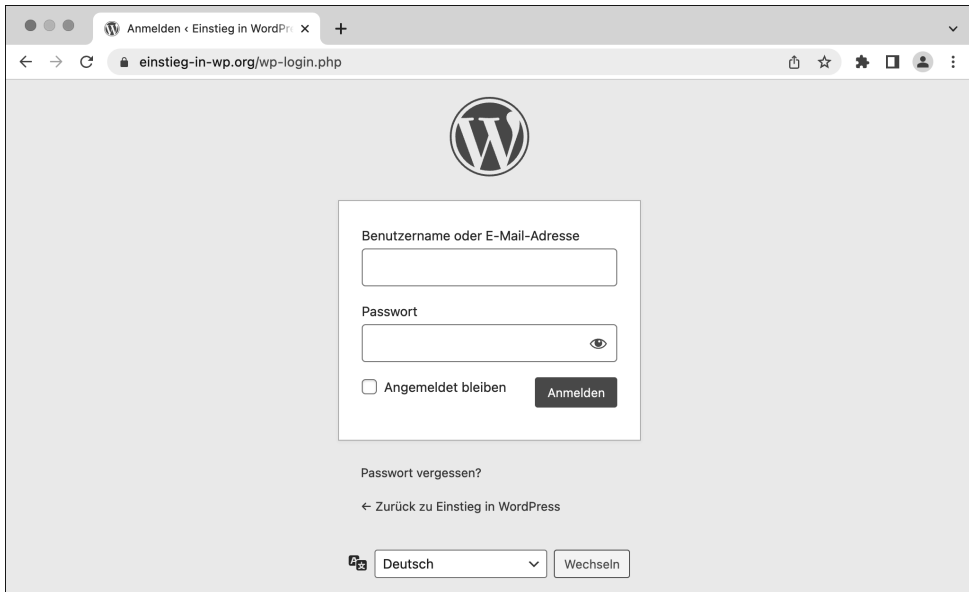 Anmelden ‹ Einstieg in WordPr
einstieg-in-wp.org/wp-login.php
Benutzername oder E-Mail-Adresse
Passwort
Angemeldet bleiben
Anmelden
Passwort vergessen?
← Zurück zu Einstieg in WordPress
Deutsch
Wechseln